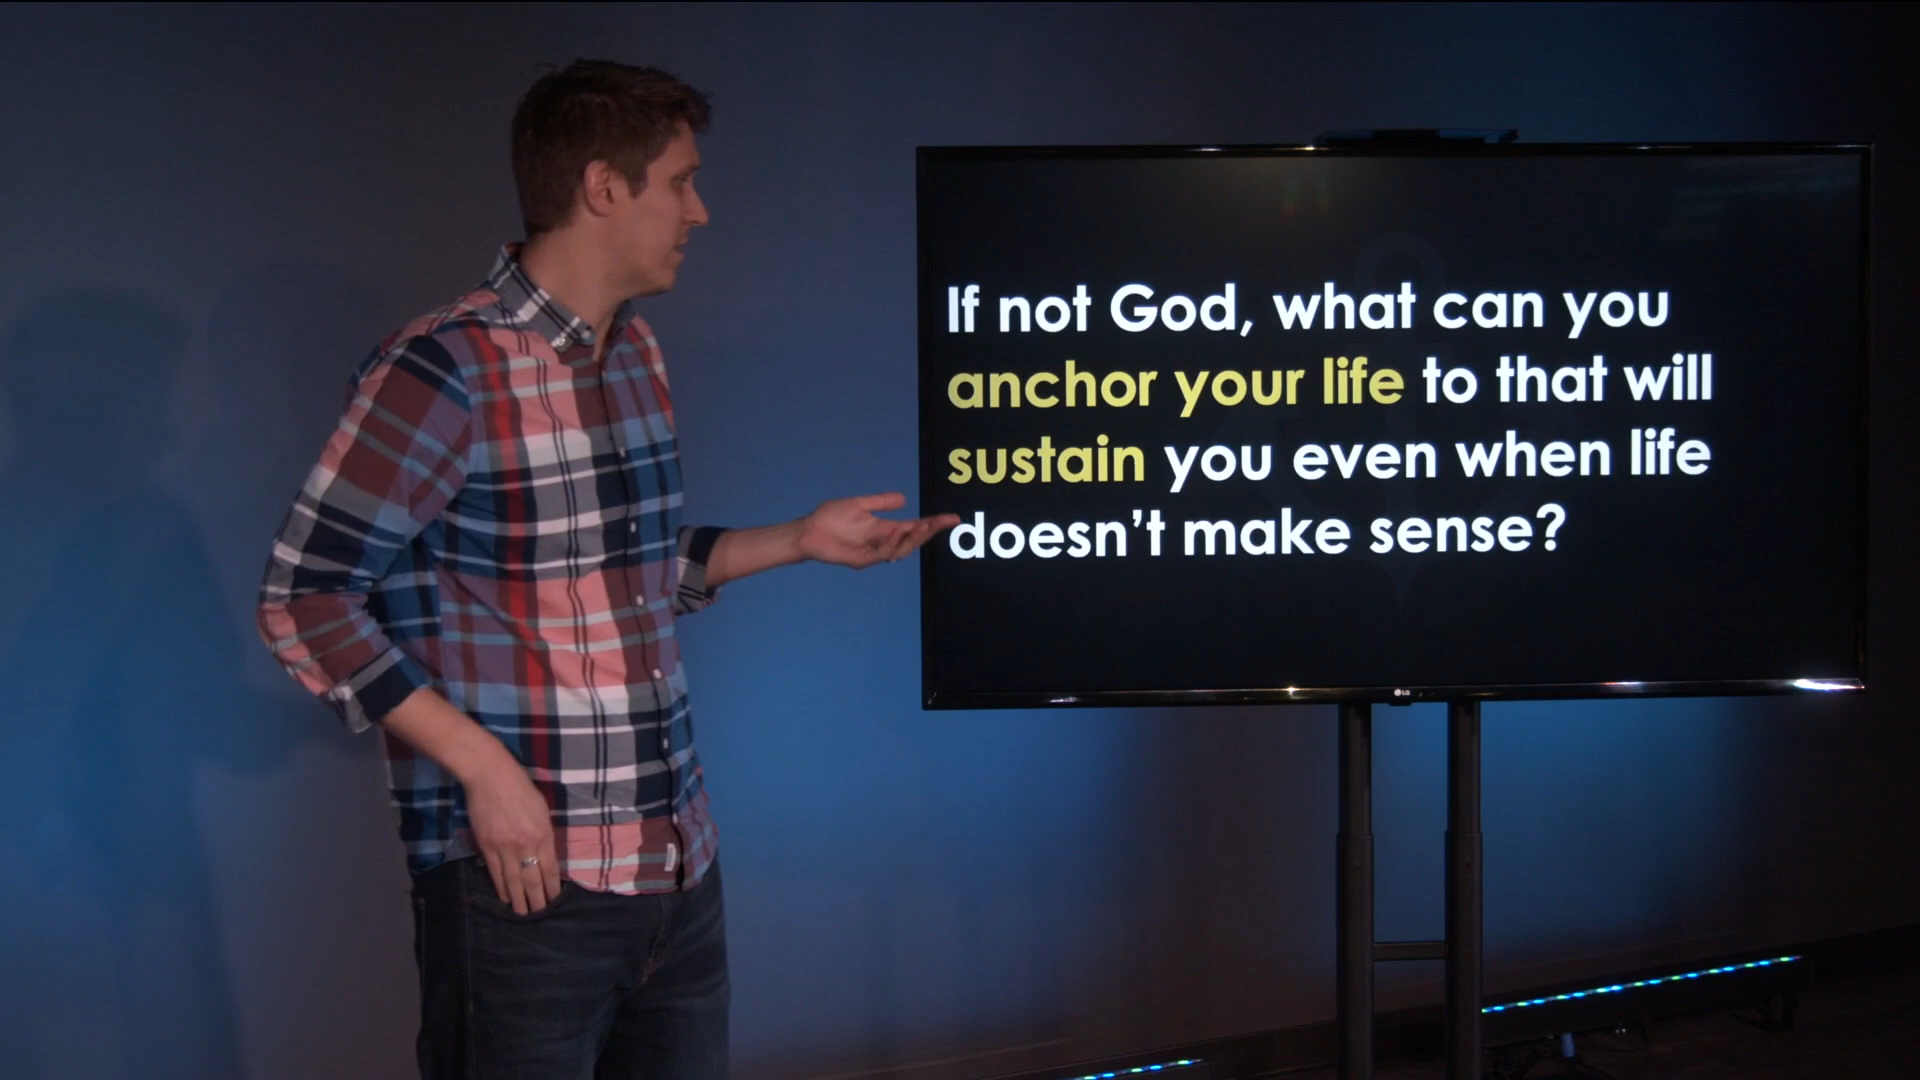 If not God, what can you
anchor your life to that will
sustain you even when life
doesn't make sense?
LG